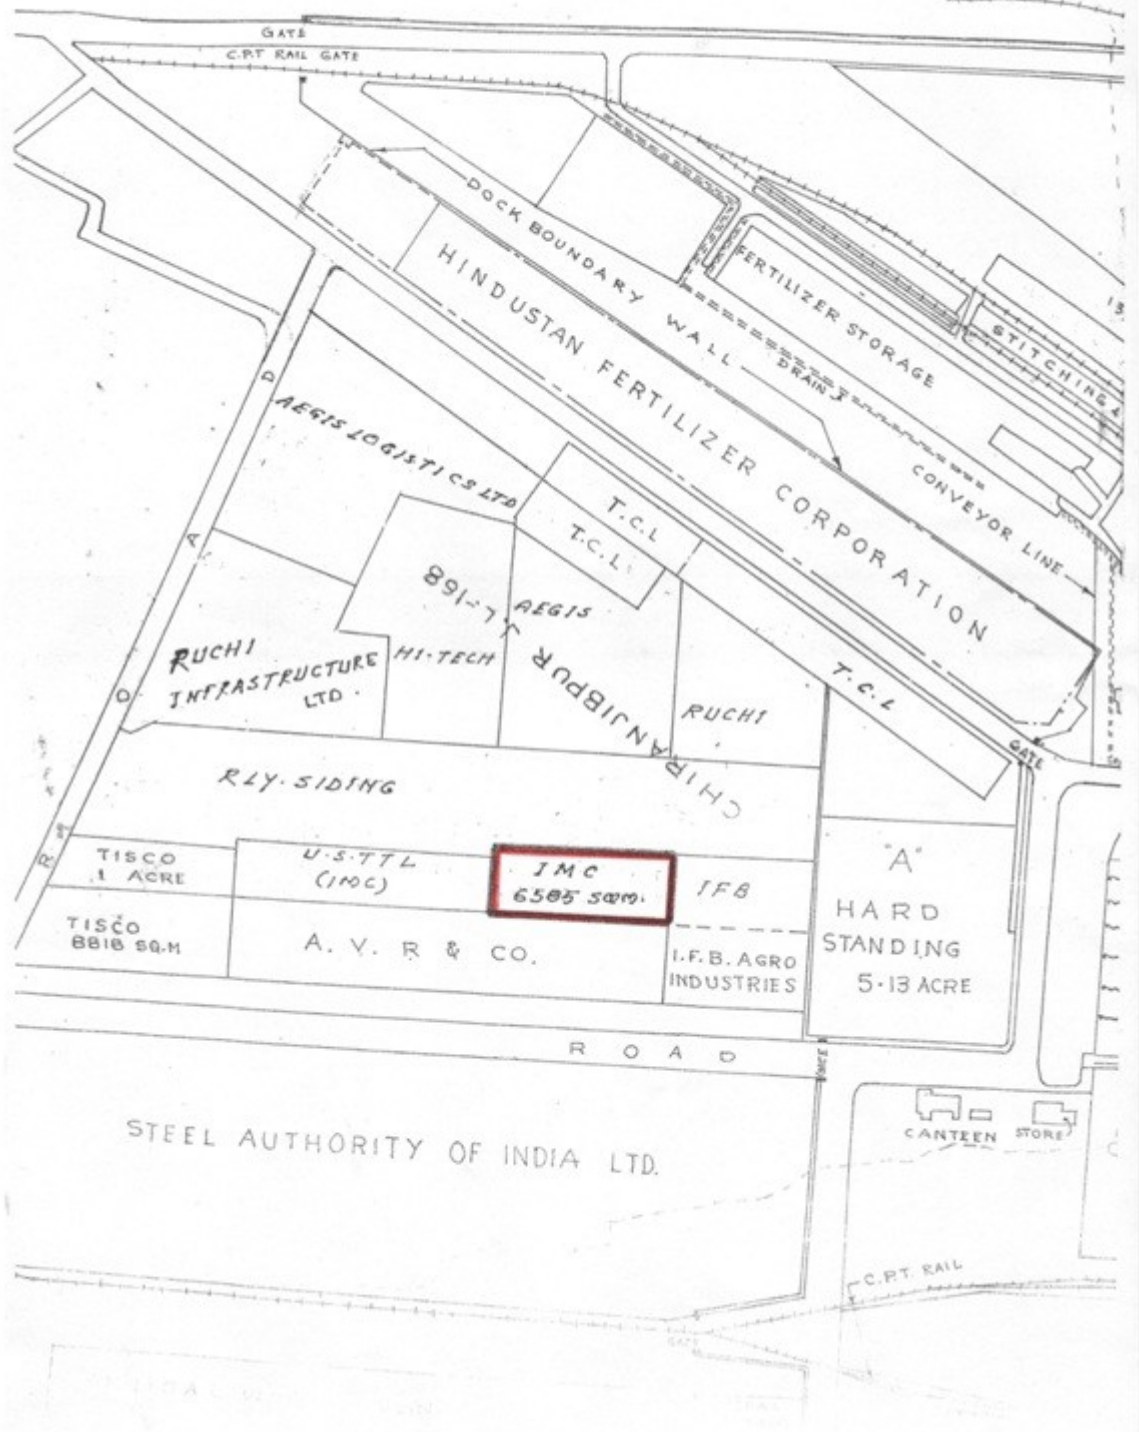 GATE
C.P.T RAIL GATE
DOCK BOUNDARY WALL
HINDUSTAN FERTILIZER CORPORATION
FERTILIZER STORAGE
DRAIN
STITCHING &
13
CONVEYOR LINE
ROAD
AEGIS LOGISTICS LTD
T.C.L
T.C.L.
L-168
AEGIS
HI-TECH
RUCHI
INFRASTRUCTURE
LTD.
CHIRANJIBPUR
RUCHI
T.C.L
GATE
RLY. SIDING
TISCO
1 ACRE
U.S.TTL
(IMC)
IMC
6585 sqm.
IFB
"A"
HARD
STANDING
5·13 ACRE
TISCO
8818 SQ.M
A. V. R & CO.
I.F.B. AGRO
INDUSTRIES
ROAD
STEEL AUTHORITY OF INDIA LTD.
CANTEEN
STORE
C.P.T. RAIL
GATE